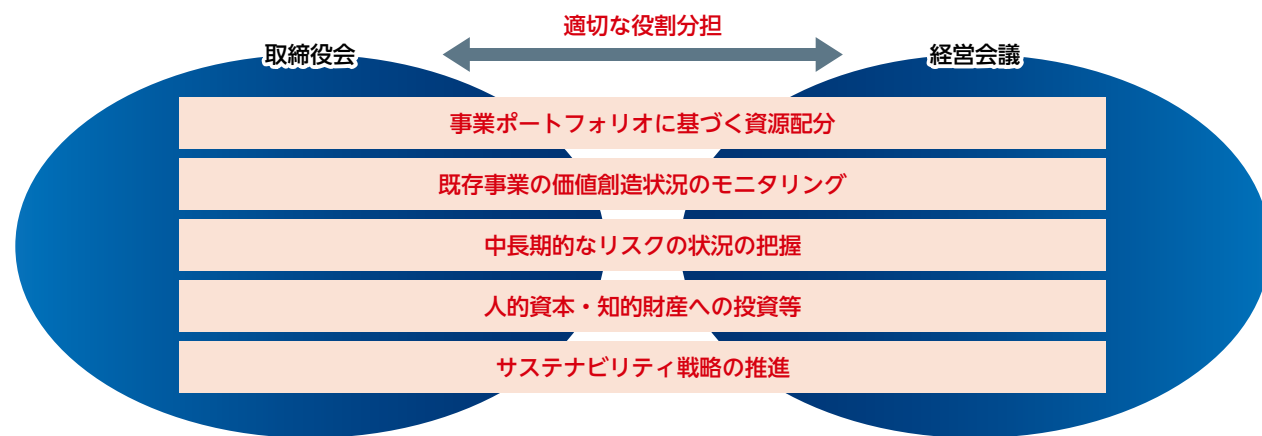 適切な役割分担
取締役会
経営会議
事業ポートフォリオに基づく資源配分
既存事業の価値創造状況のモニタリング
中長期的なリスクの状況の把握
人的資本・知的財産への投資等
サステナビリティ戦略の推進